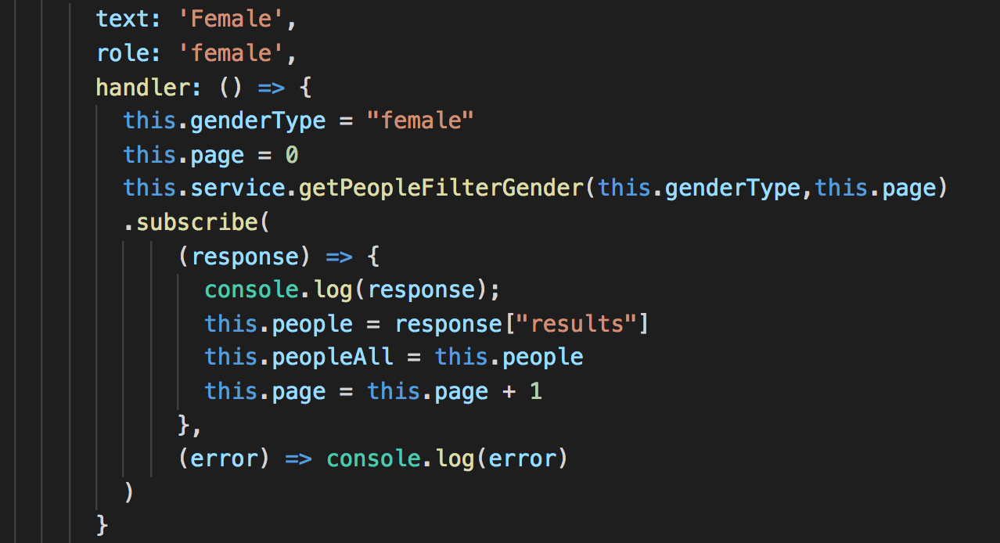 text: 'Female',
role: 'female',
handler: () => {
this.genderType = "female"
this.page = 0
this.service.getPeopleFilterGender(this.genderType,this.page)
.subscribe(
(response) => {
console.log(response);
this.people = response["results"]
this.peopleAll = this.people
this.page = this.page + 1
},
(error) => console.log(error)
)
}